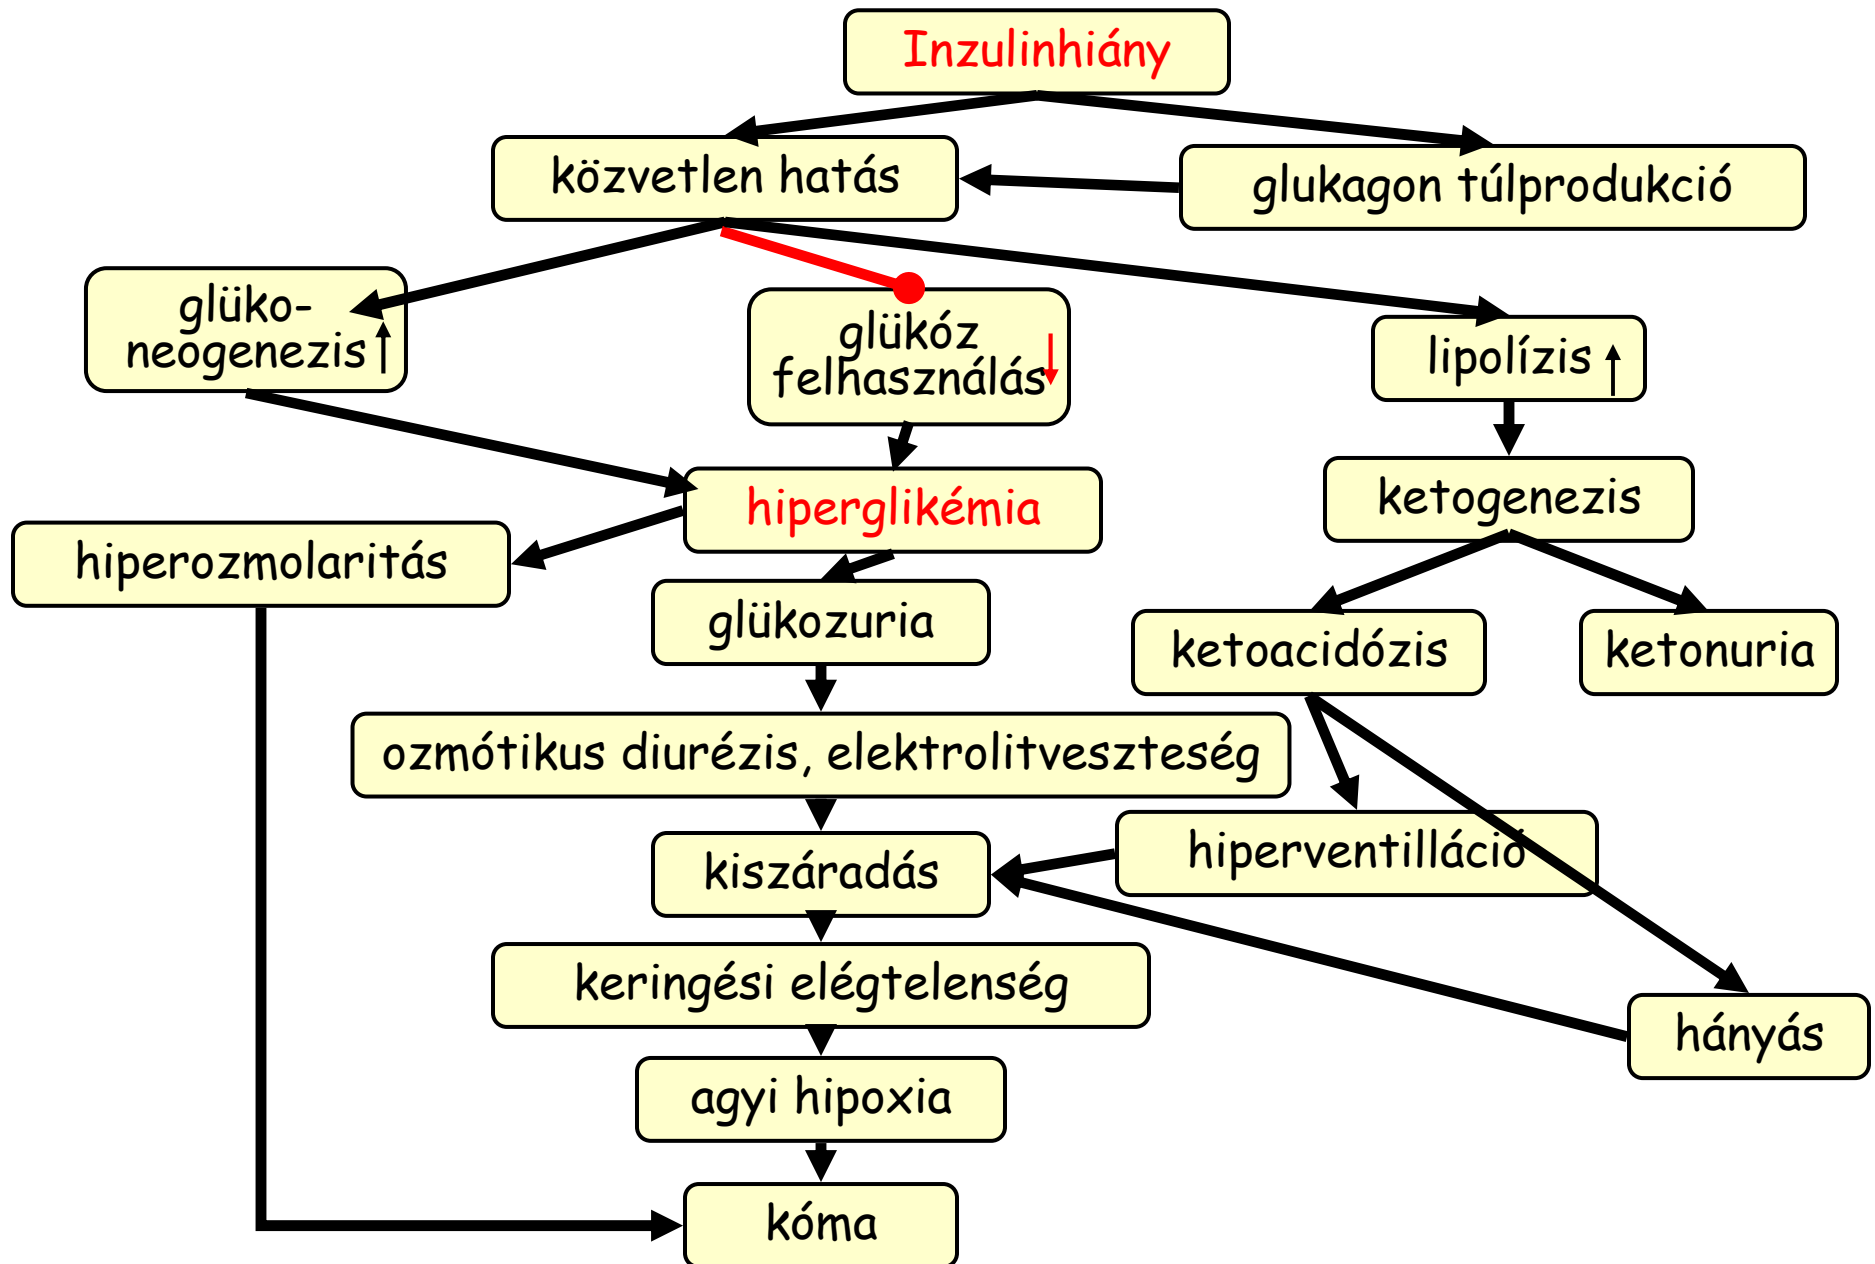 Inzulinhiány
közvetlen hatás
glukagon túlprodukció
glüko-
neogenezis
glükóz
felhasználás
lipolízis
hiperglikémia
ketogenezis
hiperozmolaritás
glükozuria
ketoacidózis
ketonuria
ozmótikus diurézis, elektrolitveszteség
hiperventilláció
kiszáradás
keringési elégtelenség
hányás
agyi hipoxia
kóma